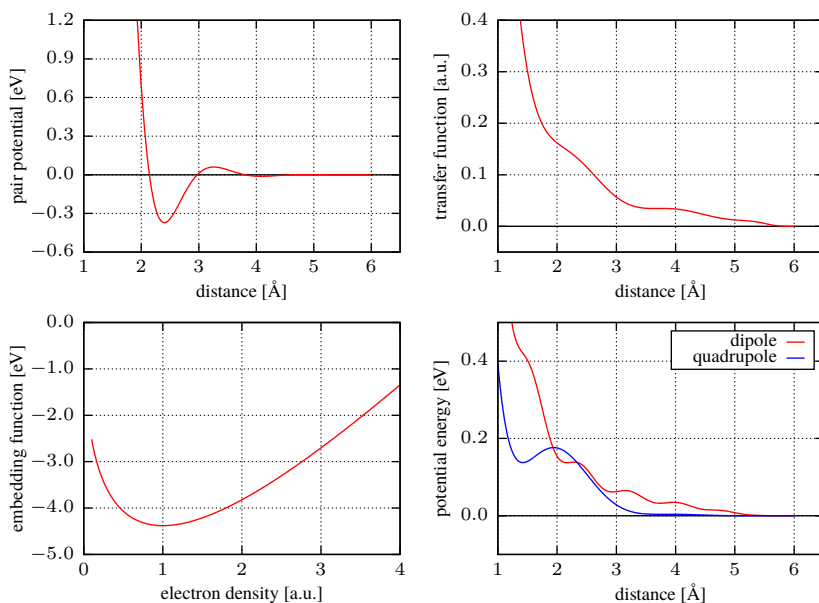 pair potential [eV]
1.2
0.9
0.6
0.3
0.0
−0.3
−0.6
1 2 3 4 5 6
distance [Å]
transfer function [a.u.]
0.4
0.3
0.2
0.1
0.0
1 2 3 4 5 6
distance [Å]
embedding function [eV]
0.0
−1.0
−2.0
−3.0
−4.0
−5.0
0 1 2 3 4
electron density [a.u.]
potential energy [eV]
dipole
quadrupole
0.4
0.2
0.0
1 2 3 4 5 6
distance [Å]